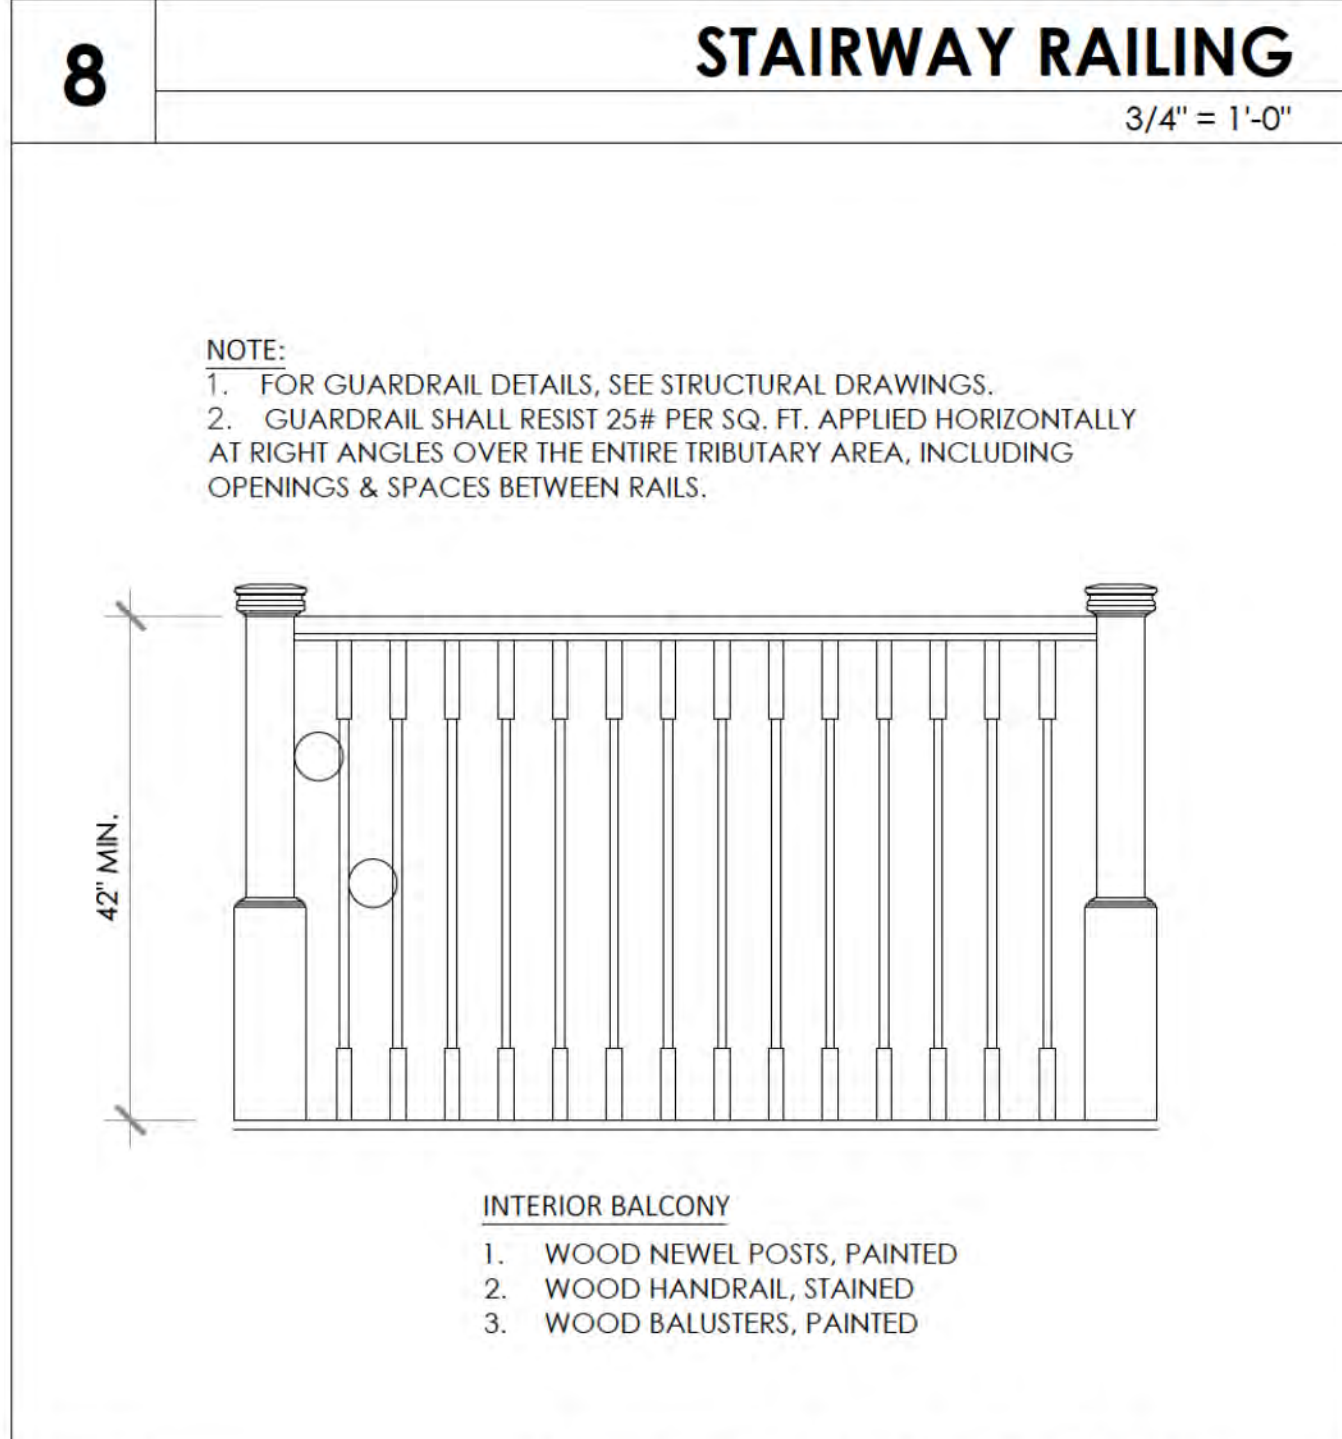 8
STAIRWAY RAILING
3/4" = 1'-0"
NOTE:
1. FOR GUARDRAIL DETAILS, SEE STRUCTURAL DRAWINGS.
2. GUARDRAIL SHALL RESIST 25# PER SQ. FT. APPLIED HORIZONTALLY
AT RIGHT ANGLES OVER THE ENTIRE TRIBUTARY AREA, INCLUDING
OPENINGS & SPACES BETWEEN RAILS.
42" MIN.
INTERIOR BALCONY
1. WOOD NEWEL POSTS, PAINTED
2. WOOD HANDRAIL, STAINED
3. WOOD BALUSTERS, PAINTED